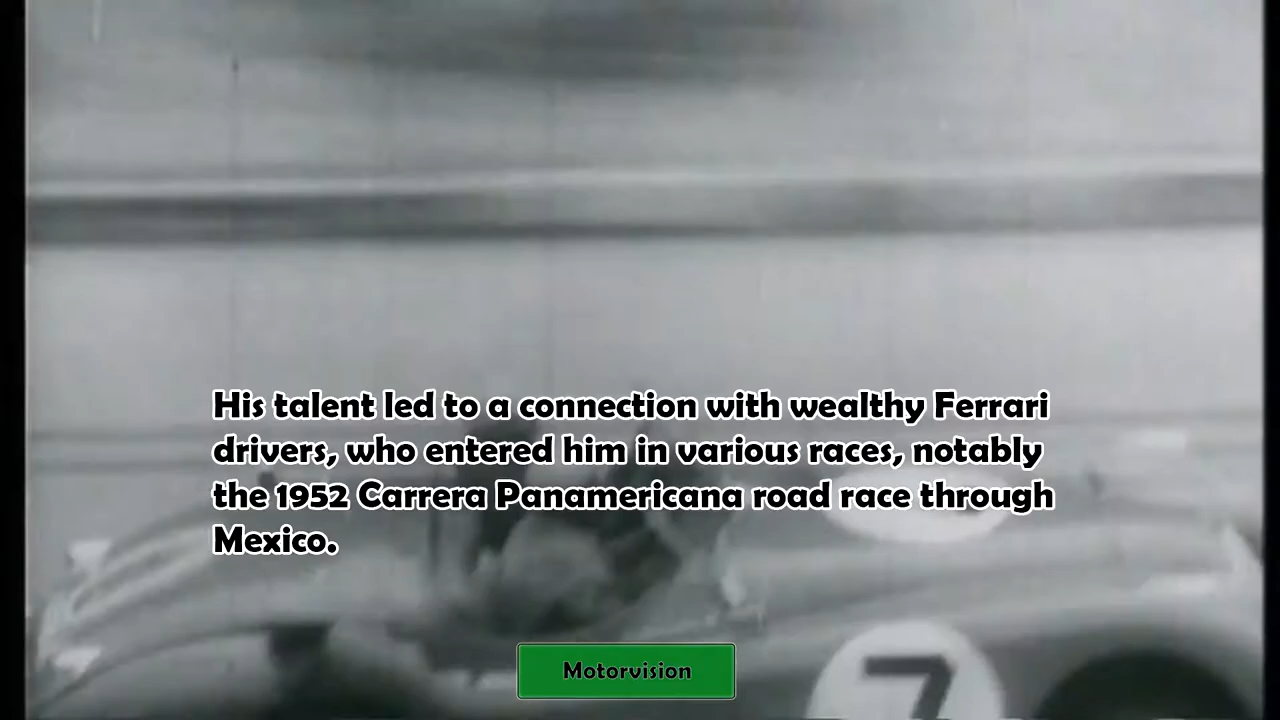 His talent led to a connection with wealthy Ferrari
drivers, who entered him in various races, notably
the 1952 Carrera Panamericana road race through
Mexico.
Motorvision
7